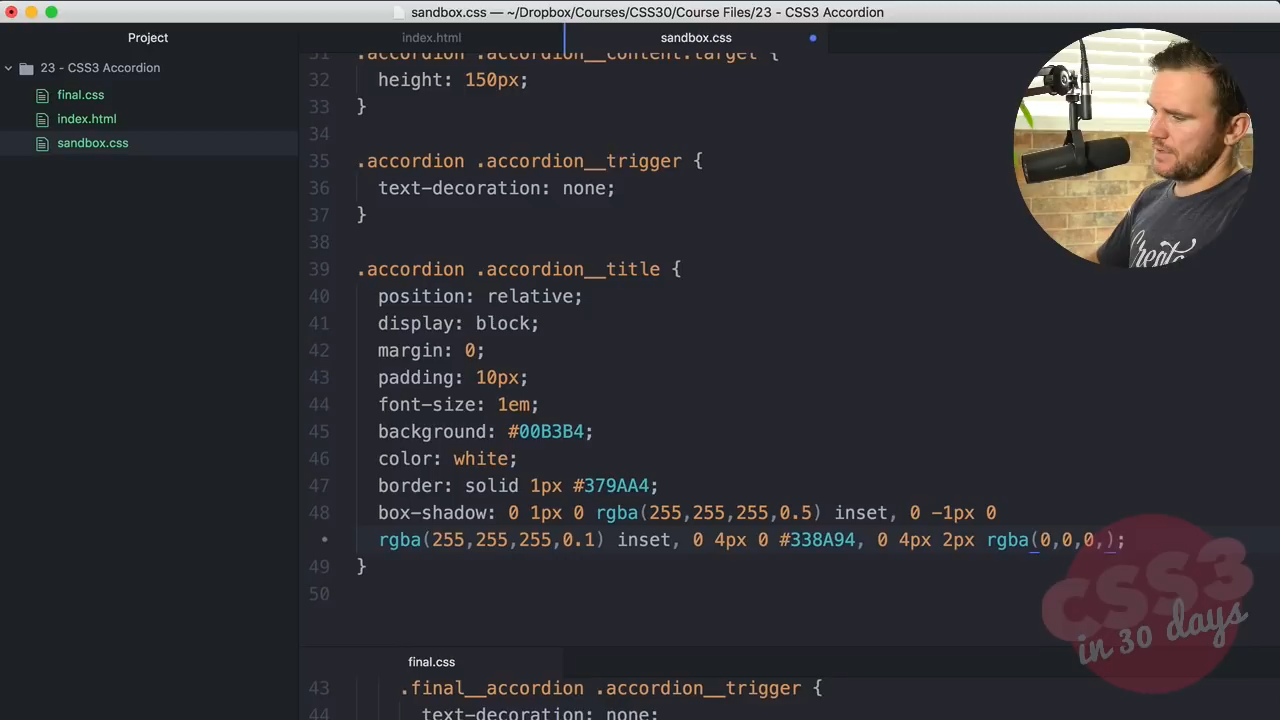 sandbox.css — ~/Dropbox/Courses/CSS30/Course Files/23 - CSS3 Accordion
Project
index.html
sandbox.css
23 - CSS3 Accordion
final.css
index.html
sandbox.css
31 .accordion .accordion__content.target {
32 height: 150px;
33 }
34
35 .accordion .accordion__trigger {
36 text-decoration: none;
37 }
38
39 .accordion .accordion__title {
40 position: relative;
41 display: block;
42 margin: 0;
43 padding: 10px;
44 font-size: 1em;
45 background: #00B3B4;
46 color: white;
47 border: solid 1px #379AA4;
48 box-shadow: 0 1px 0 rgba(255,255,255,0.5) inset, 0 -1px 0
• rgba(255,255,255,0.1) inset, 0 4px 0 #338A94, 0 4px 2px rgba(0,0,0,);
49 }
50
final.css
43 .final__accordion .accordion__trigger {
44 text-decoration: none;
Create
CSS3
in 30 days